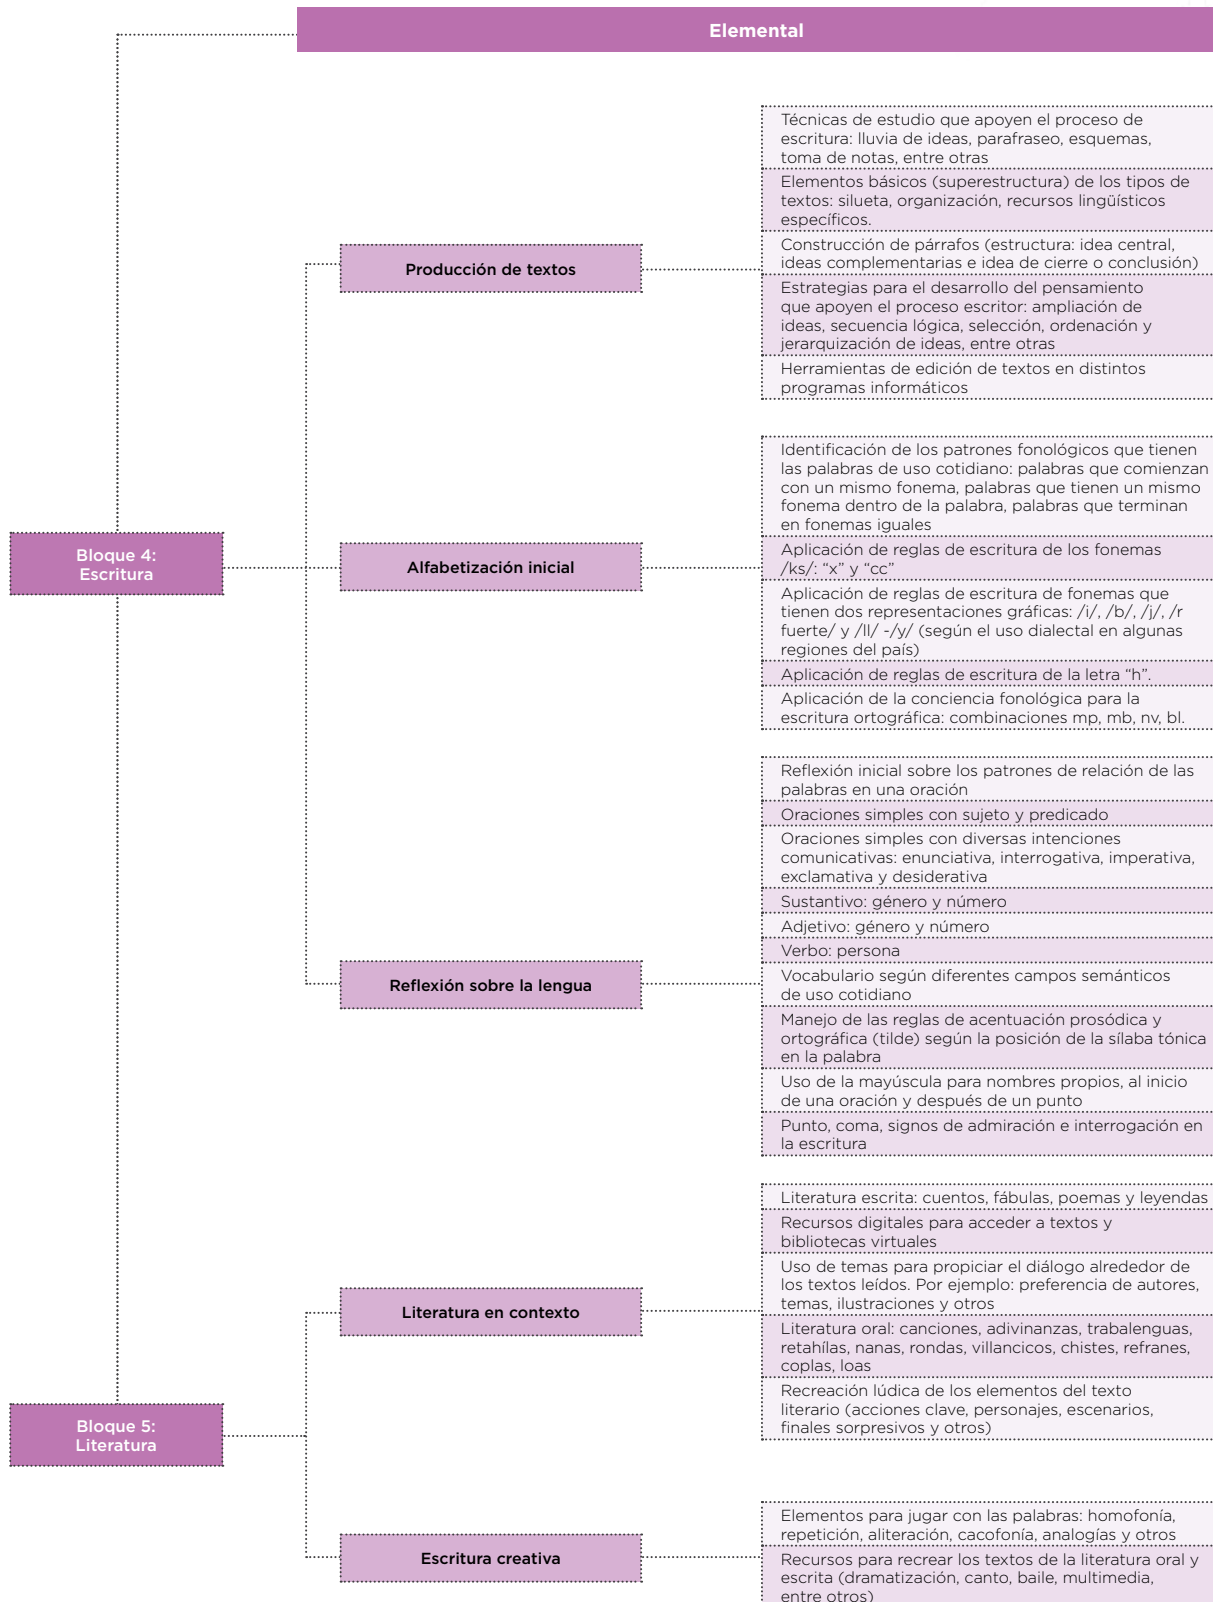 Elemental
Bloque 4:
Escritura
Producción de textos
Técnicas de estudio que apoyen el proceso de
escritura: lluvia de ideas, parafraseo, esquemas,
toma de notas, entre otras
Elementos básicos (superestructura) de los tipos de
textos: silueta, organización, recursos lingüísticos
específicos.
Construcción de párrafos (estructura: idea central,
ideas complementarias e idea de cierre o conclusión)
Estrategias para el desarrollo del pensamiento
que apoyen el proceso escritor: ampliación de
ideas, secuencia lógica, selección, ordenación y
jerarquización de ideas, entre otras
Herramientas de edición de textos en distintos
programas informáticos
Alfabetización inicial
Identificación de los patrones fonológicos que tienen
las palabras de uso cotidiano: palabras que comienzan
con un mismo fonema, palabras que tienen un mismo
fonema dentro de la palabra, palabras que terminan
en fonemas iguales
Aplicación de reglas de escritura de los fonemas
/ks/: “x” y “cc”
Aplicación de reglas de escritura de fonemas que
tienen dos representaciones gráficas: /i/, /b/, /j/, /r
fuerte/ y /ll/ -/y/ (según el uso dialectal en algunas
regiones del país)
Aplicación de reglas de escritura de la letra “h”.
Aplicación de la conciencia fonológica para la
escritura ortográfica: combinaciones mp, mb, nv, bl.
Reflexión sobre la lengua
Reflexión inicial sobre los patrones de relación de las
palabras en una oración
Oraciones simples con sujeto y predicado
Oraciones simples con diversas intenciones
comunicativas: enunciativa, interrogativa, imperativa,
exclamativa y desiderativa
Sustantivo: género y número
Adjetivo: género y número
Verbo: persona
Vocabulario según diferentes campos semánticos
de uso cotidiano
Manejo de las reglas de acentuación prosódica y
ortográfica (tilde) según la posición de la sílaba tónica
en la palabra
Uso de la mayúscula para nombres propios, al inicio
de una oración y después de un punto
Punto, coma, signos de admiración e interrogación en
la escritura
Bloque 5:
Literatura
Literatura en contexto
Literatura escrita: cuentos, fábulas, poemas y leyendas
Recursos digitales para acceder a textos y
bibliotecas virtuales
Uso de temas para propiciar el diálogo alrededor de
los textos leídos. Por ejemplo: preferencia de autores,
temas, ilustraciones y otros
Literatura oral: canciones, adivinanzas, trabalenguas,
retahílas, nanas, rondas, villancicos, chistes, refranes,
coplas, loas
Recreación lúdica de los elementos del texto
literario (acciones clave, personajes, escenarios,
finales sorpresivos y otros)
Escritura creativa
Elementos para jugar con las palabras: homofonía,
repetición, aliteración, cacofonía, analogías y otros
Recursos para recrear los textos de la literatura oral y
escrita (dramatización, canto, baile, multimedia,
entre otros)